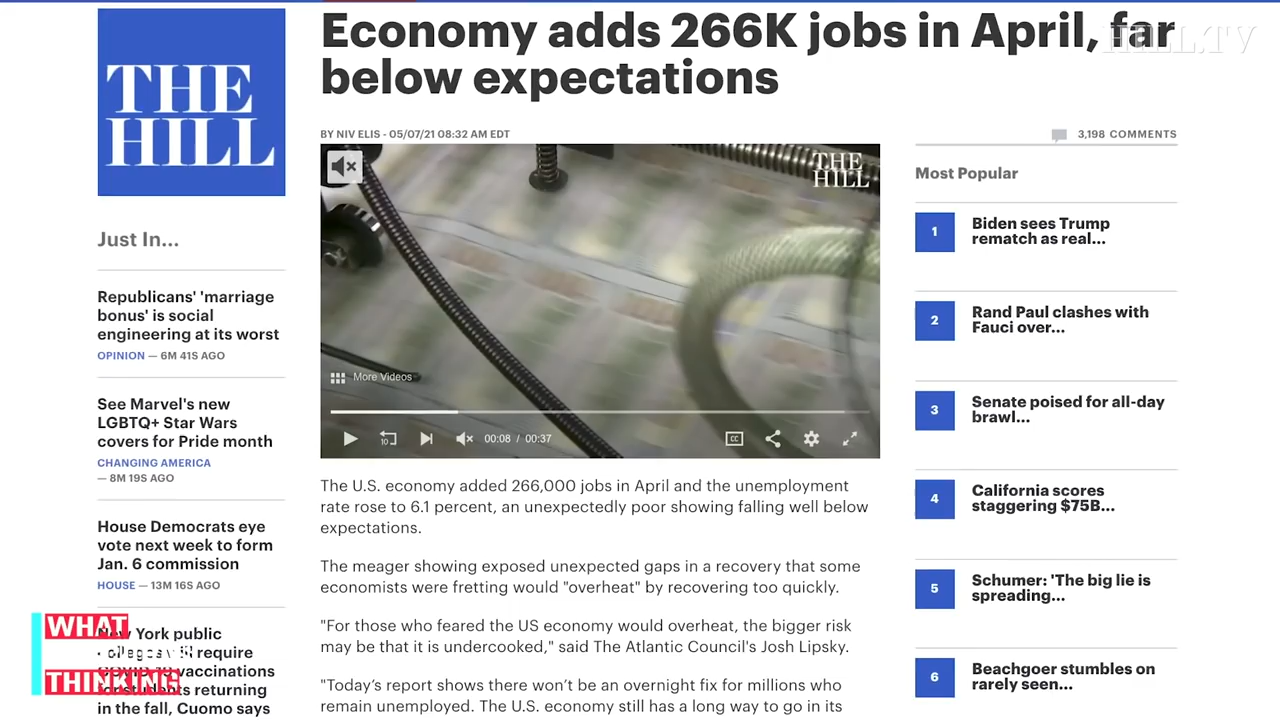 Economy adds 266K jobs in April, far
below expectations
HILL.TV
THE
HILL
BY NIV ELIS - 05/07/21 08:32 AM EDT
3,198 COMMENTS
THE
HILL
More Videos
10
00:08 / 00:37
CC
Just In...
Republicans' 'marriage
bonus' is social
engineering at its worst
OPINION — 6M 41S AGO
See Marvel's new
LGBTQ+ Star Wars
covers for Pride month
CHANGING AMERICA
— 8M 19S AGO
House Democrats eye
vote next week to form
Jan. 6 commission
HOUSE — 13M 16S AGO
New York public
require
vaccinations
students returning
in the fall, Cuomo says
WHAT
THINKING
The U.S. economy added 266,000 jobs in April and the unemployment
rate rose to 6.1 percent, an unexpectedly poor showing falling well below
expectations.
The meager showing exposed unexpected gaps in a recovery that some
economists were fretting would "overheat" by recovering too quickly.
"For those who feared the US economy would overheat, the bigger risk
may be that it is undercooked," said The Atlantic Council's Josh Lipsky.
"Today's report shows there won't be an overnight fix for millions who
remain unemployed. The U.S. economy still has a long way to go in its
Most Popular
1
Biden sees Trump
rematch as real...
2
Rand Paul clashes with
Fauci over...
3
Senate poised for all-day
brawl...
4
California scores
staggering $75B...
5
Schumer: 'The big lie is
spreading...
6
Beachgoer stumbles on
rarely seen...